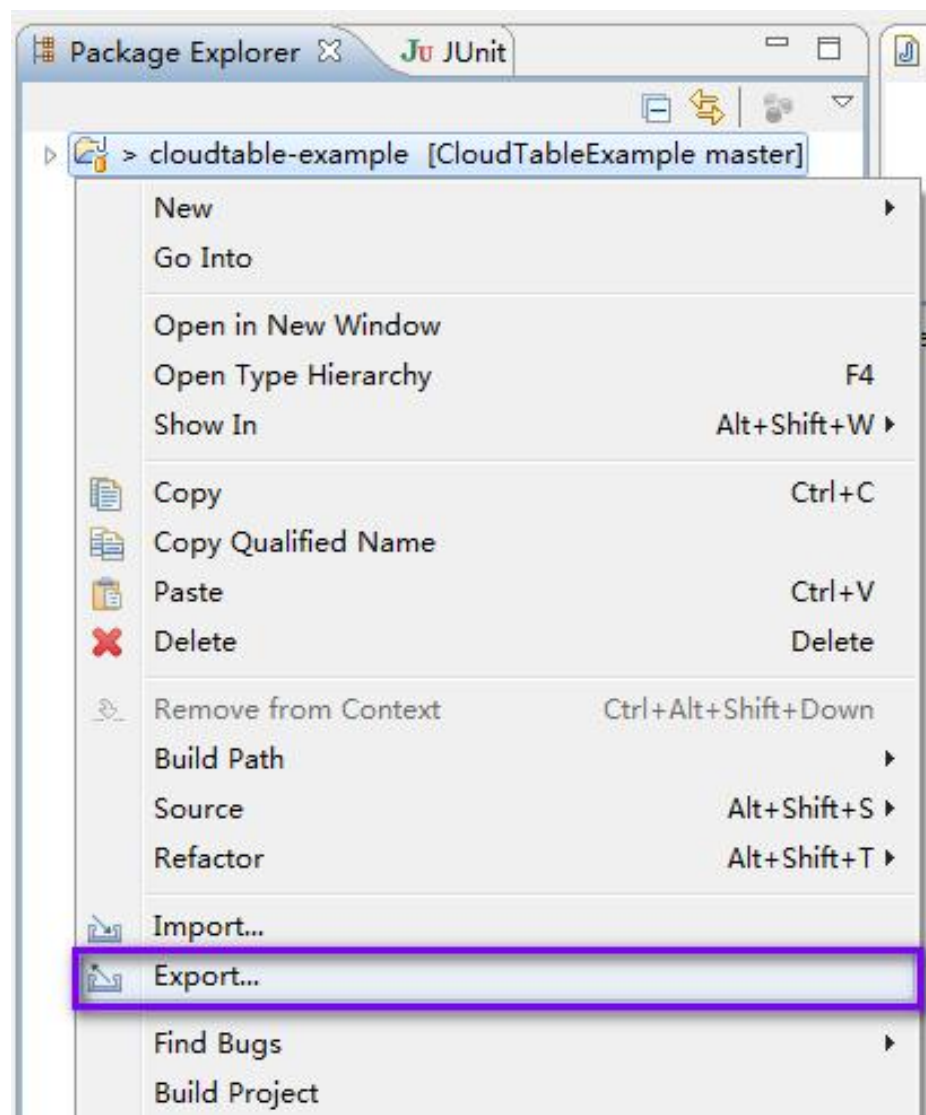 Package Explorer JUnit
> cloudtable-example [CloudTableExample master]
New
Go Into
Open in New Window
Open Type Hierarchy F4
Show In Alt+Shift+W
Copy Ctrl+C
Copy Qualified Name
Paste Ctrl+V
Delete Delete
Remove from Context Ctrl+Alt+Shift+Down
Build Path
Source Alt+Shift+S
Refactor Alt+Shift+T
Import...
Export...
Find Bugs
Build Project